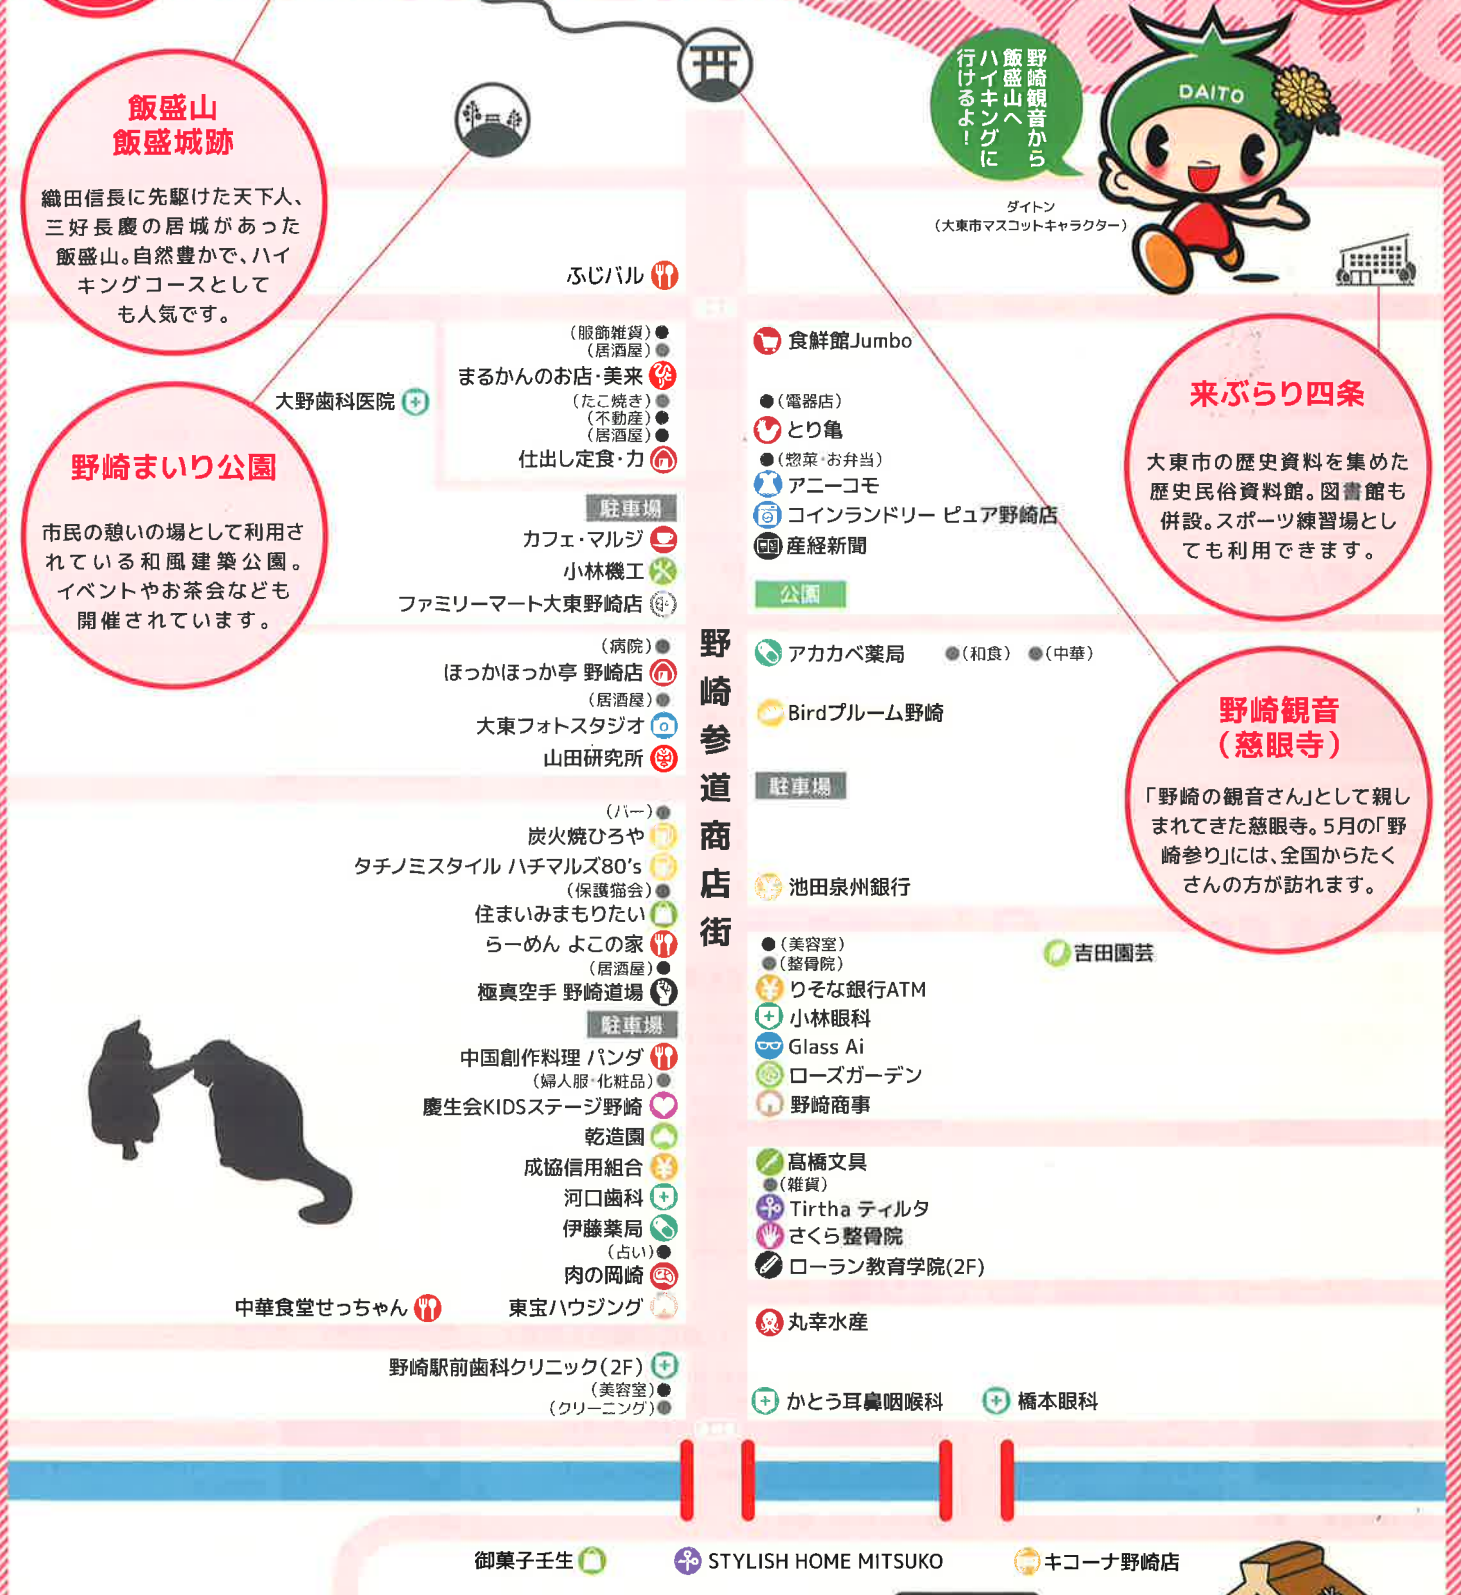 飯盛山
飯盛城跡
織田信長に先駆けた天下人、
三好長慶の居城があった
飯盛山。自然豊かで、ハイ
キングコースとして
も人気です。
野崎まいり公園
市民の憩いの場として利用さ
れている和風建築公園。
イベントやお茶会なども
開催されています。
野崎観音から
飯盛山へ
ハイキングに
行けるよ！
DAITO
ダイトン
（大東市マスコットキャラクター）
来ぶらり四条
大東市の歴史資料を集めた
歴史民俗資料館。図書館も
併設。スポーツ練習場とし
ても利用できます。
野崎観音
（慈眼寺）
「野崎の観音さん」として親し
まれてきた慈眼寺。5月の「野
崎参り」には、全国からたく
さんの方が訪れます。
野崎参道商店街
ふじバル
（服飾雑貨）
（居酒屋）
まるかんのお店・美来
ひとり
（たこ焼き）
（不動産）
（居酒屋）
仕出し定食・力
大野歯科医院
駐車場
カフェ・マルジ
小林機工
ファミリーマート大東野崎店
（病院）
ほっかほっか亭 野崎店
（居酒屋）
大東フォトスタジオ
山田研究所
（バー）
炭火焼ひろや
タチノミスタイル ハチマルズ80's
（保護猫会）
住まいみまもりたい
らーめん よこの家
（居酒屋）
極真空手 野崎道場
駐車場
中国創作料理 パンダ
（婦人服・化粧品）
慶生会KIDSステージ野崎
乾造園
成協信用組合
河口歯科
伊藤薬局
（占い）
肉の岡崎
中華食堂せっちゃん
東宝ハウジング
野崎駅前歯科クリニック（2F）
（美容室）
（クリーニング）
食鮮館Jumbo
（電器店）
とり亀
（惣菜・お弁当）
アニーコモ
コインランドリー ピュア野崎店
産経新聞
公園
アカカベ薬局
（和食）
（中華）
Birdプルーム野崎
駐車場
池田泉州銀行
（美容室）
（整骨院）
吉田園芸
りそな銀行ATM
小林眼科
Glass Ai
ローズガーデン
野﨑商事
髙橋文具
（雑貨）
Tirtha ティルタ
さくら整骨院
ローラン教育学院(2F)
丸幸水産
かとう耳鼻咽喉科
橋本眼科
御菓子壬生
STYLISH HOME MITSUKO
キコーナ野崎店